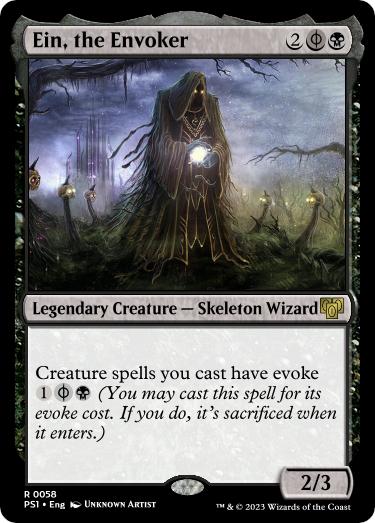 Ein, the Envoker 2
Legendary Creature — Skeleton Wizard
Creature spells you cast have evoke
1 (You may cast this spell for its
evoke cost. If you do, it's sacrificed when
it enters.)
2/3
R 0058
PS1 • Eng Unknown Artist
™ & © 2023 Wizards of the Coast